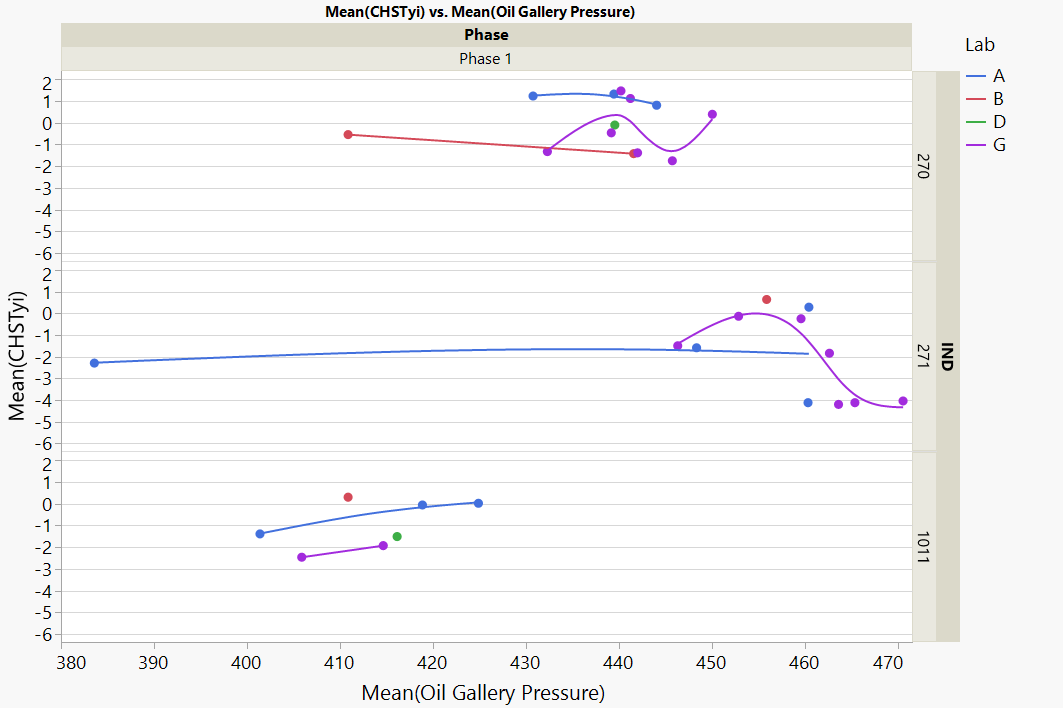 Mean(CHSTyi) vs. Mean(Oil Gallery Pressure)
Phase
Phase 1
Lab
A
B
D
G
2
1
0
-1
-2
-3
-4
-5
-6
270
2
1
0
-1
-2
-3
-4
-5
-6
271
2
1
0
-1
-2
-3
-4
-5
-6
1011
IND
Mean(CHSTyi)
380 390 400 410 420 430 440 450 460 470
Mean(Oil Gallery Pressure)